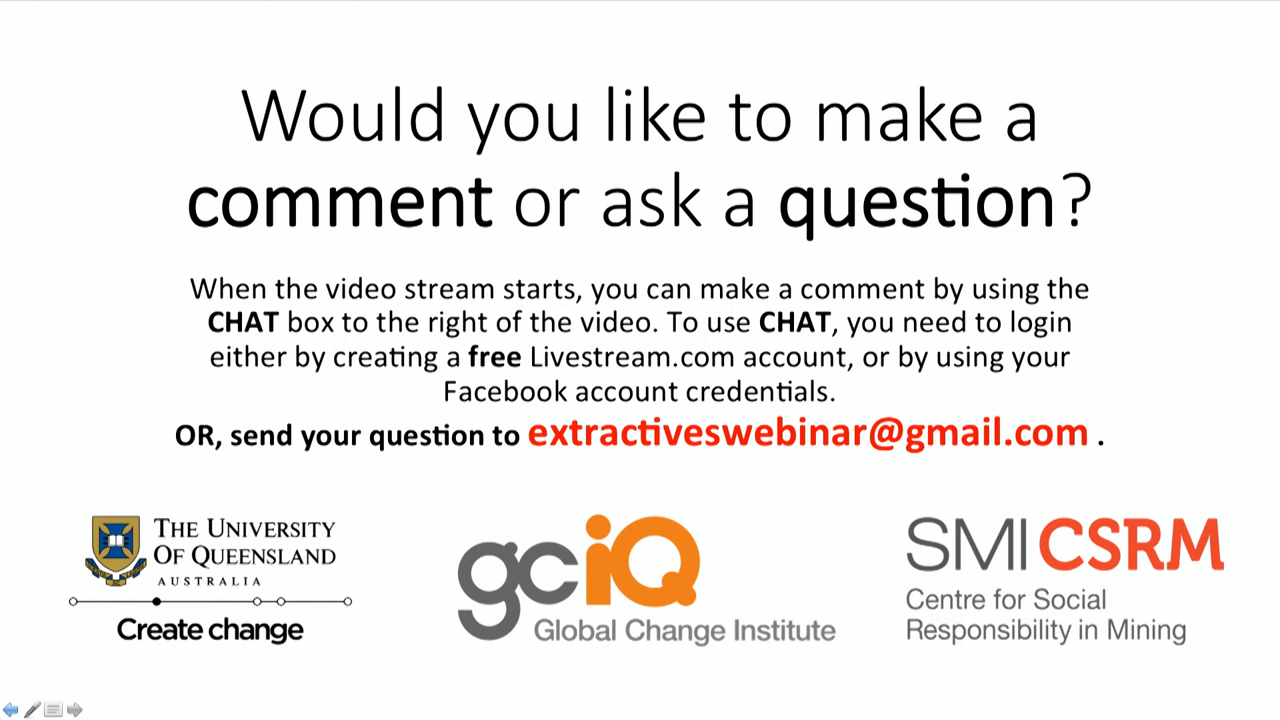 Would you like to make a
comment or ask a question?
When the video stream starts, you can make a comment by using the
CHAT box to the right of the video. To use CHAT, you need to login
either by creating a free Livestream.com account, or by using your
Facebook account credentials.
OR, send your question to extractiveswebinar@gmail.com .
THE UNIVERSITY
OF QUEENSLAND
AUSTRALIA
Create change
gciQ
Global Change Institute
SMI CSRM
Centre for Social
Responsibility in Mining